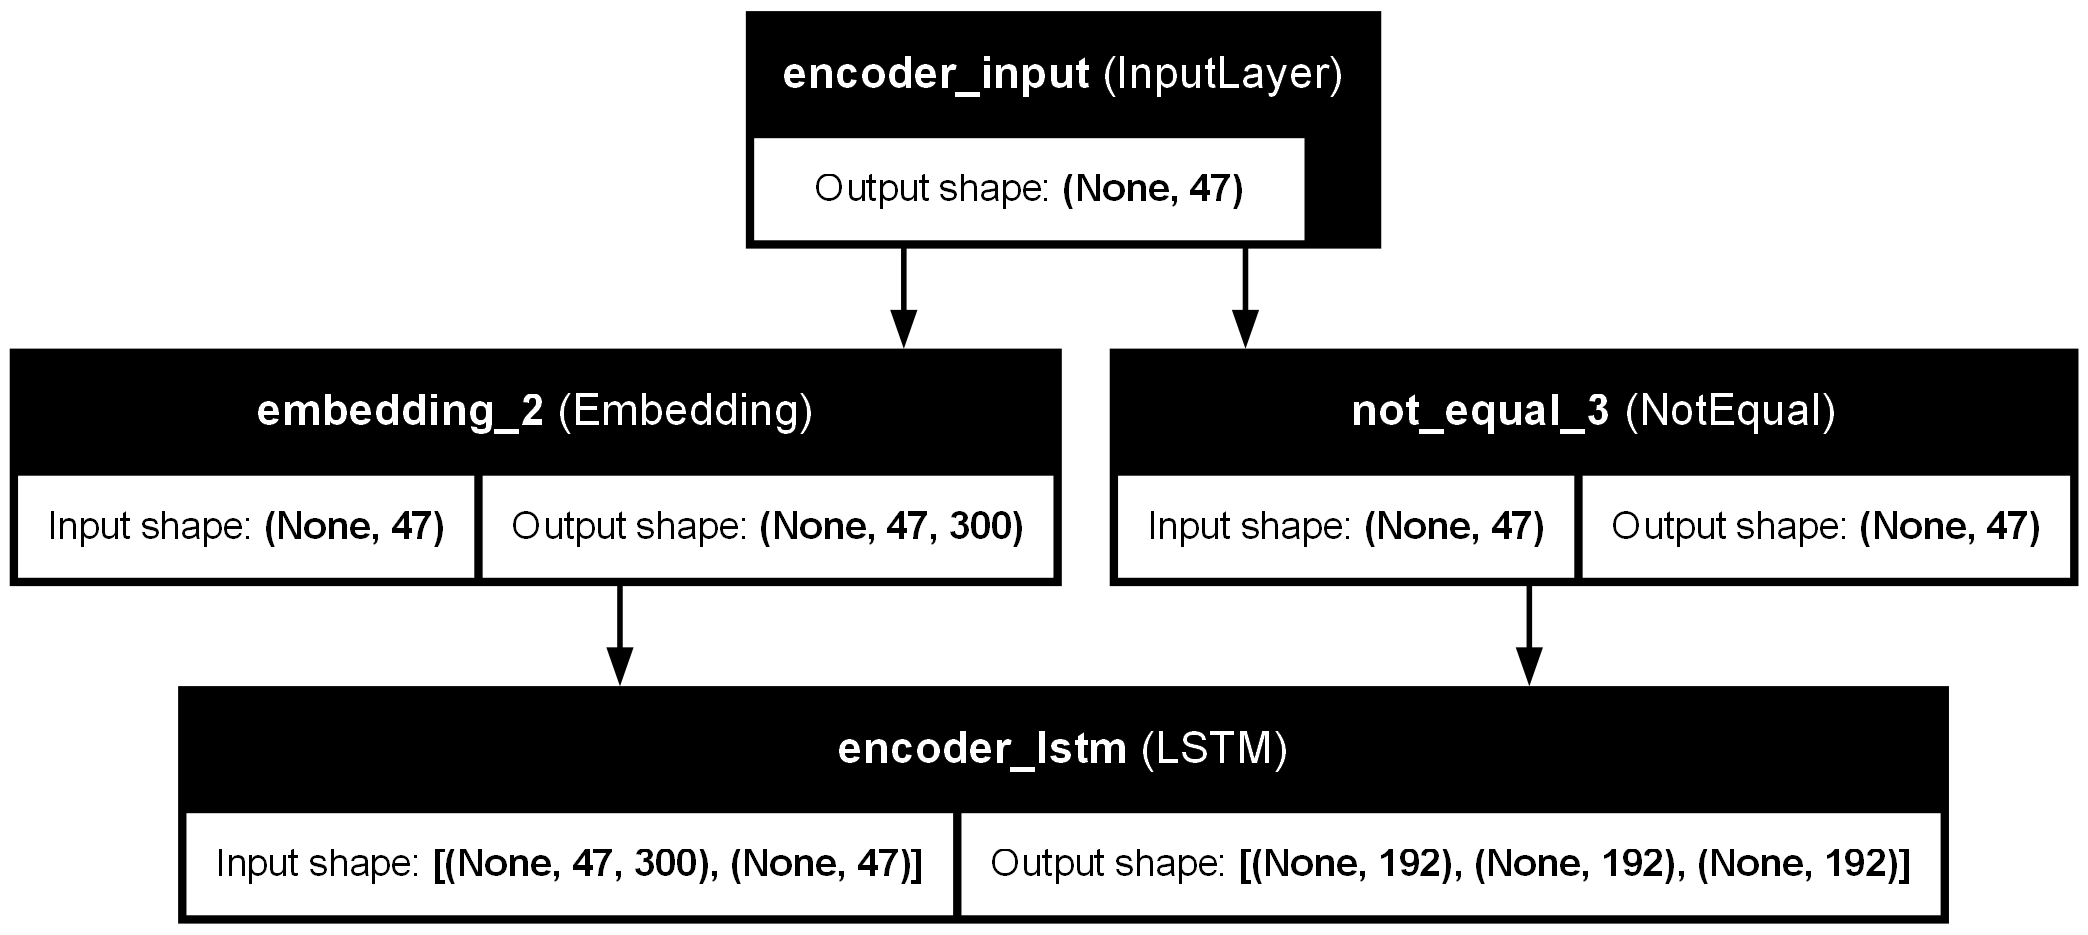 encoder_input (InputLayer)
Output shape: (None, 47)
embedding_2 (Embedding)
Input shape: (None, 47)
Output shape: (None, 47, 300)
not_equal_3 (NotEqual)
Input shape: (None, 47)
Output shape: (None, 47)
encoder_lstm (LSTM)
Input shape: [(None, 47, 300), (None, 47)]
Output shape: [(None, 192), (None, 192), (None, 192)]